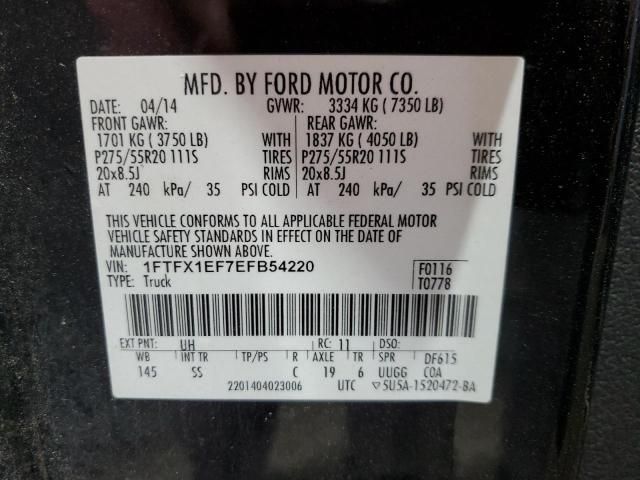 MFD. BY FORD MOTOR CO.
DATE: 04/14 GVWR: 3334 KG ( 7350 LB)
FRONT GAWR: REAR GAWR:
1701 KG ( 3750 LB) WITH 1837 KG ( 4050 LB) WITH
P275/55R20 111S TIRES P275/55R20 111S TIRES
20x8.5J RIMS 20x8.5J RIMS
AT 240 kPa/ 35 PSI COLD AT 240 kPa/ 35 PSI COLD
THIS VEHICLE CONFORMS TO ALL APPLICABLE FEDERAL MOTOR
VEHICLE SAFETY STANDARDS IN EFFECT ON THE DATE OF
MANUFACTURE SHOWN ABOVE.
VIN: 1FTFX1EF7EFB54220 F0116
TYPE: Truck T0778
EXT PNT: UH RC: 11 DSO:
WB INT TR TP/PS R AXLE TR SPR DF615
145 SS C 19 6 UUGG COA
2201404023006 UTC ▽5U5A-1520472-BA